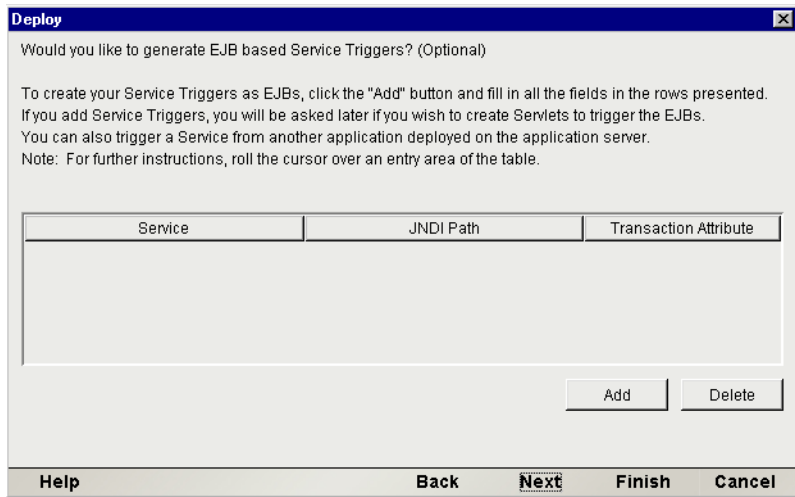 Deploy
Would you like to generate EJB based Service Triggers? (Optional)
To create your Service Triggers as EJBs, click the "Add" button and fill in all the fields in the rows presented.
If you add Service Triggers, you will be asked later if you wish to create Servlets to trigger the EJBs.
You can also trigger a Service from another application deployed on the application server.
Note: For further instructions, roll the cursor over an entry area of the table.
Service JNDI Path Transaction Attribute
Add Delete
Help Back Next Finish Cancel